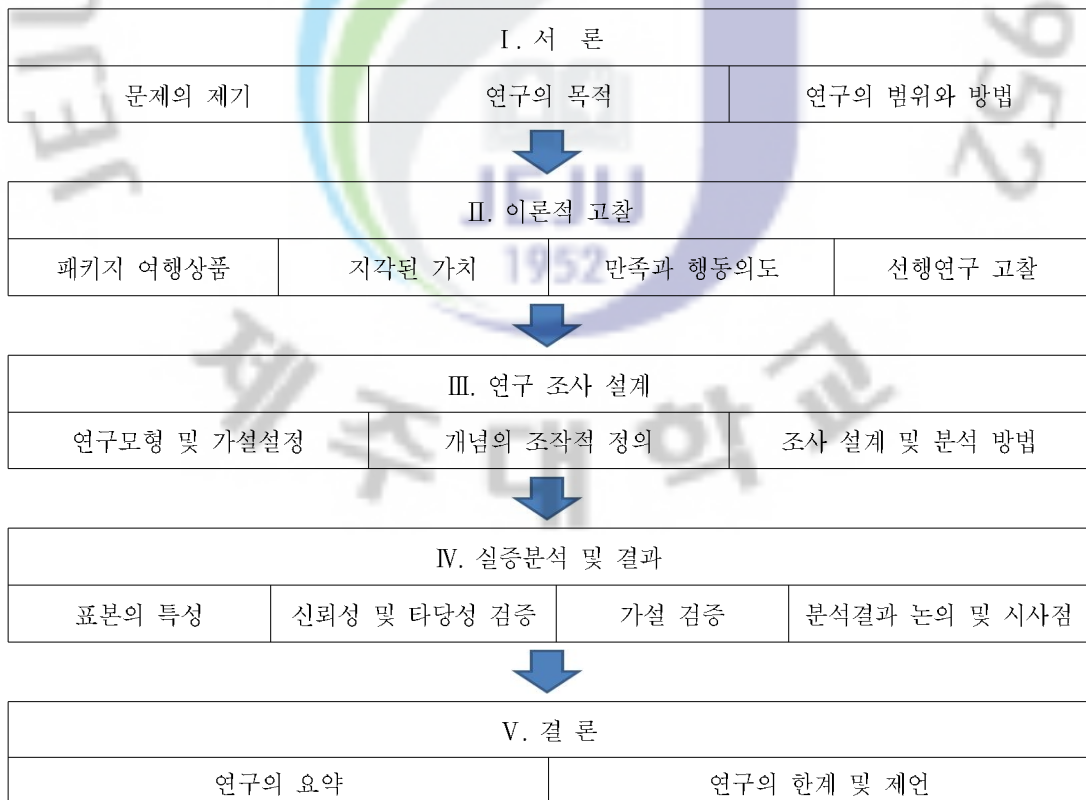 Ⅰ. 서 론
문제의 제기 연구의 목적 연구의 범위와 방법
Ⅱ. 이론적 고찰
패키지 여행상품 지각된 가치 만족과 행동의도 선행연구 고찰
Ⅲ. 연구 조사 설계
연구모형 및 가설설정 개념의 조작적 정의 조사 설계 및 분석 방법
Ⅳ. 실증분석 및 결과
표본의 특성 신뢰성 및 타당성 검증 가설 검증 분석결과 논의 및 시사점
Ⅴ. 결 론
연구의 요약 연구의 한계 및 제언
JEJU
1952
제주대학교
1952